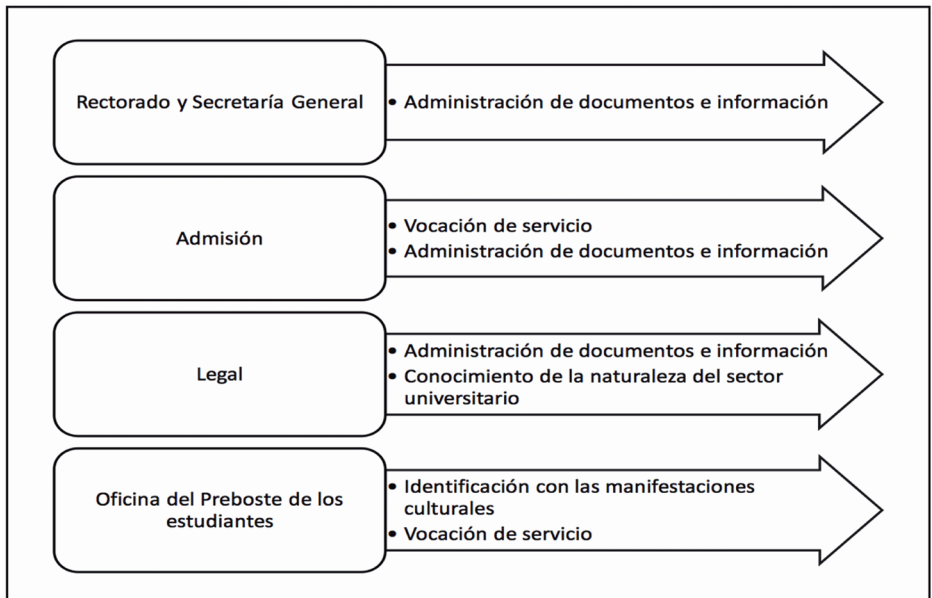 Rectorado y Secretaría General
• Administración de documentos e información
Admisión
• Vocación de servicio
• Administración de documentos e información
Legal
• Administración de documentos e información
• Conocimiento de la naturaleza del sector
universitario
Oficina del Preboste de los
estudiantes
• Identificación con las manifestaciones
culturales
• Vocación de servicio